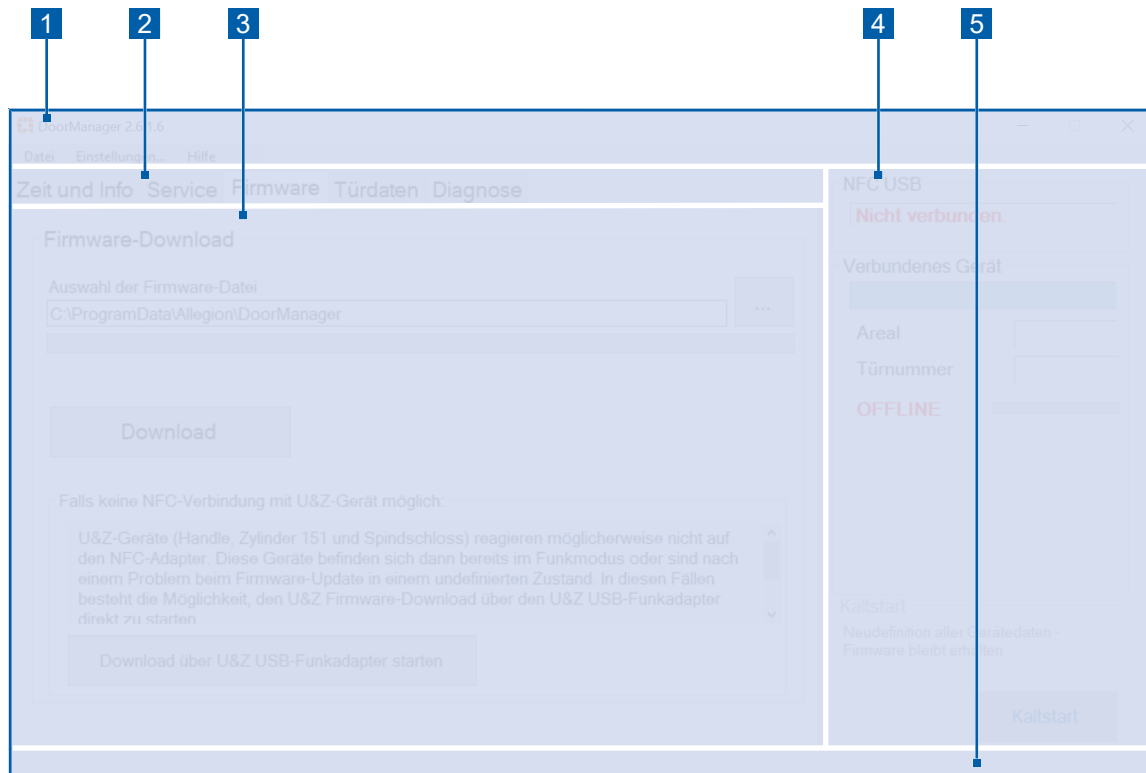 1 2 3 4 5
DoorManager 2.6.1.6
Datei Einstellungen... Hilfe
Zeit und Info Service Firmware Türdaten Diagnose
Firmware-Download
Auswahl der Firmware-Datei
C:\ProgramData\Allegion\DoorManager
...
Download
Falls keine NFC-Verbindung mit U&Z-Gerät möglich:
U&Z-Geräte (Handle, Zylinder 151 und Spindschloss) reagieren möglicherweise nicht auf
den NFC-Adapter. Diese Geräte befinden sich dann bereits im Funkmodus oder sind nach
einem Problem beim Firmware-Update in einem undefinierten Zustand. In diesen Fällen
besteht die Möglichkeit, den U&Z Firmware-Download über den U&Z USB-Funkadapter
direkt zu starten.
Download über U&Z USB-Funkadapter starten
NFC USB
Nicht verbunden.
Verbundenes Gerät
Areal
Türnummer
OFFLINE
Kaltstart
Neudefinition aller Gerätedaten -
Firmware bleibt erhalten
Kaltstart